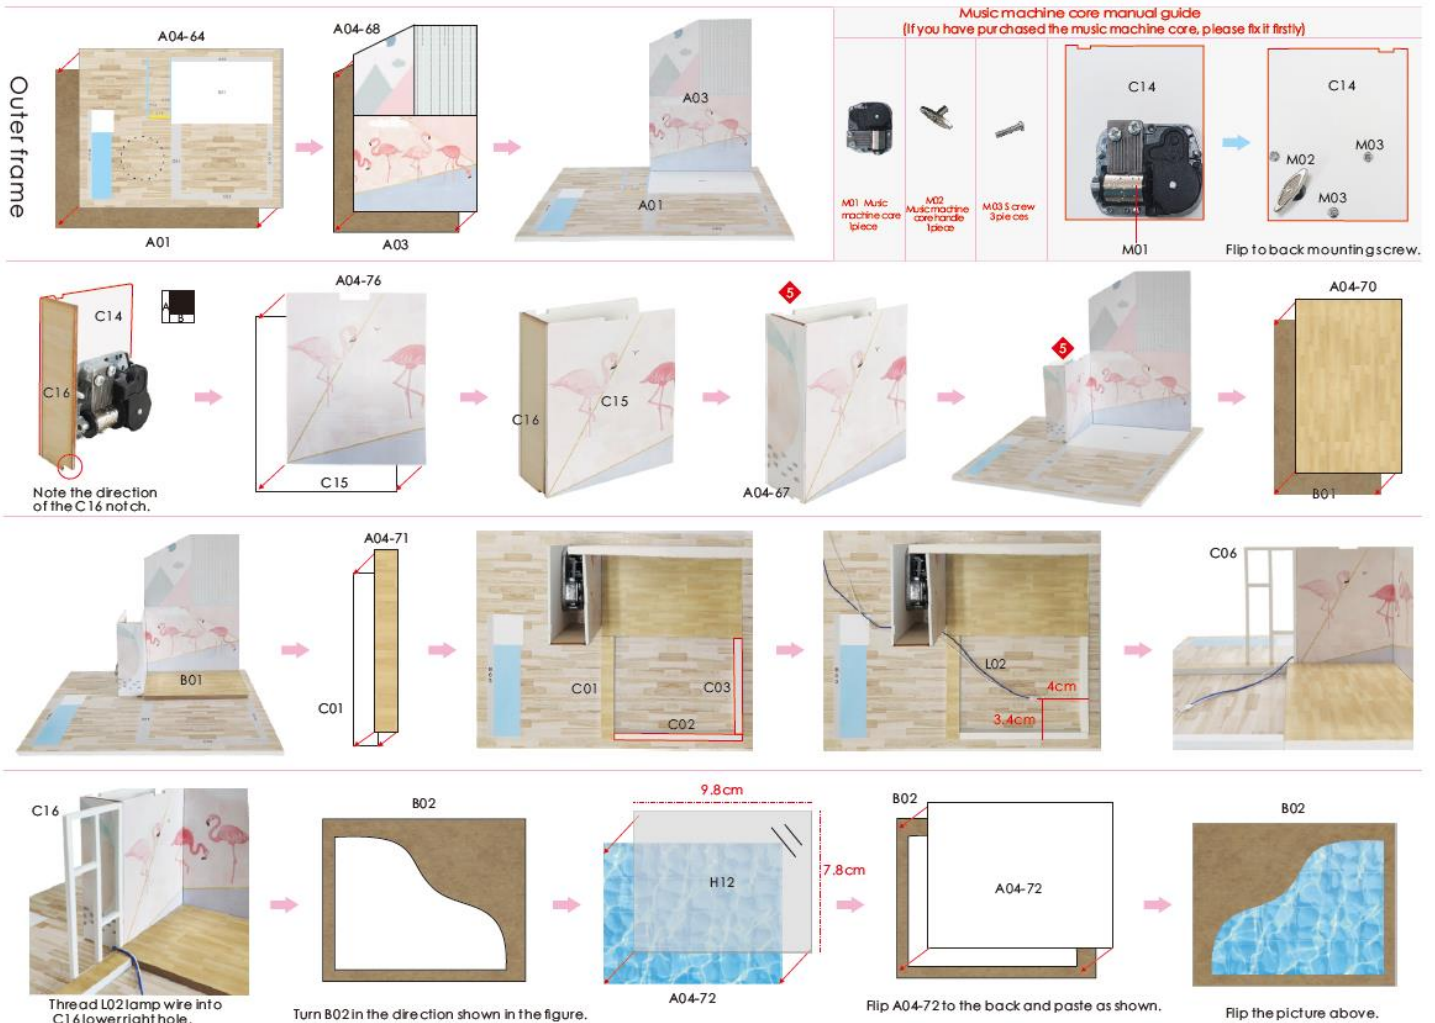 Outer frame
A04-64
A01
A04-68
A03
A03
A01
Music machine core manual guide
(If you have purchased the music machine core, please fix it firstly)
M01 Music
machine core
1piece
M02
Music machine
core handle
1piece
M03 Screw
3pieces
C14
M01
C14
M02
M03
M03
Flip to back mounting screw.
C14
C16
A
B
Note the direction
of the C16 notch.
A04-76
C15
C16
C15
5
A04-67
5
A04-70
B01
B01
A04-71
C01
C01
C03
C02
L02
4cm
3.4cm
C06
C16
Thread L02 lamp wire into
C16 lower right hole.
B02
Turn B02 in the direction shown in the figure.
9.8cm
7.8cm
H12
A04-72
B02
A04-72
Flip A04-72 to the back and paste as shown.
B02
Flip the picture above.